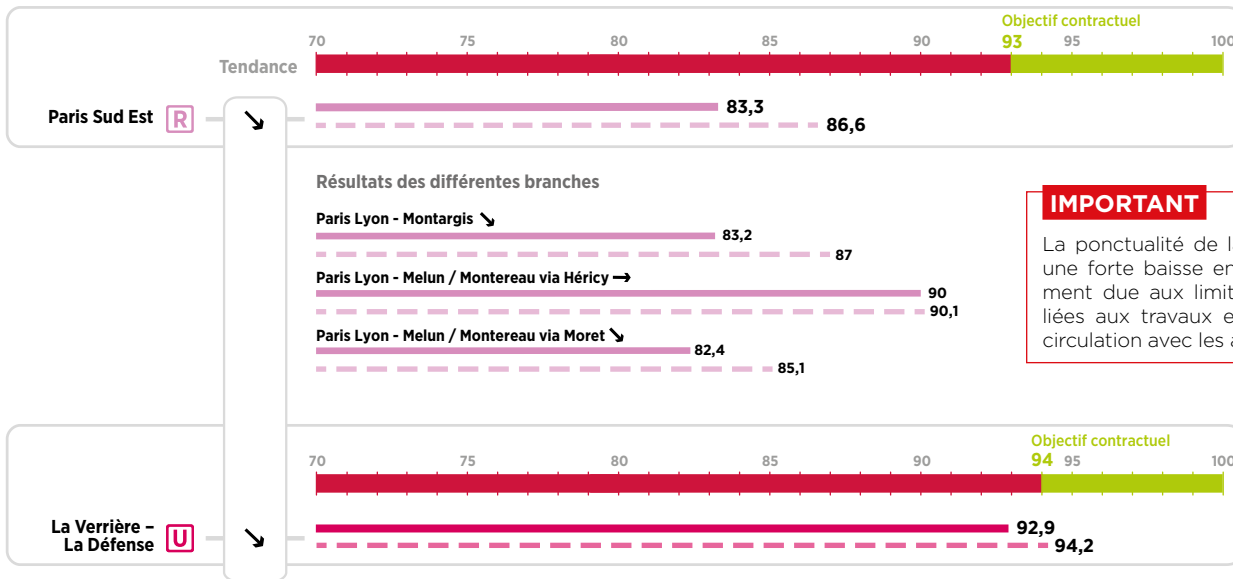 Objectif contractuel
70 75 80 85 90 93 95 100
Tendance
Paris Sud Est R
83,3
86,6
Résultats des différentes branches
Paris Lyon - Montargis
83,2
87
Paris Lyon - Melun / Montereau via Héricy
90
90,1
Paris Lyon - Melun / Montereau via Moret
82,4
85,1
IMPORTANT
La ponctualité de
une forte baisse
ment due aux
liées aux travaux
circulation avec les
Objectif contractuel
70 75 80 85 90 94 95 100
La Verrière –
La Défense U
92,9
94,2